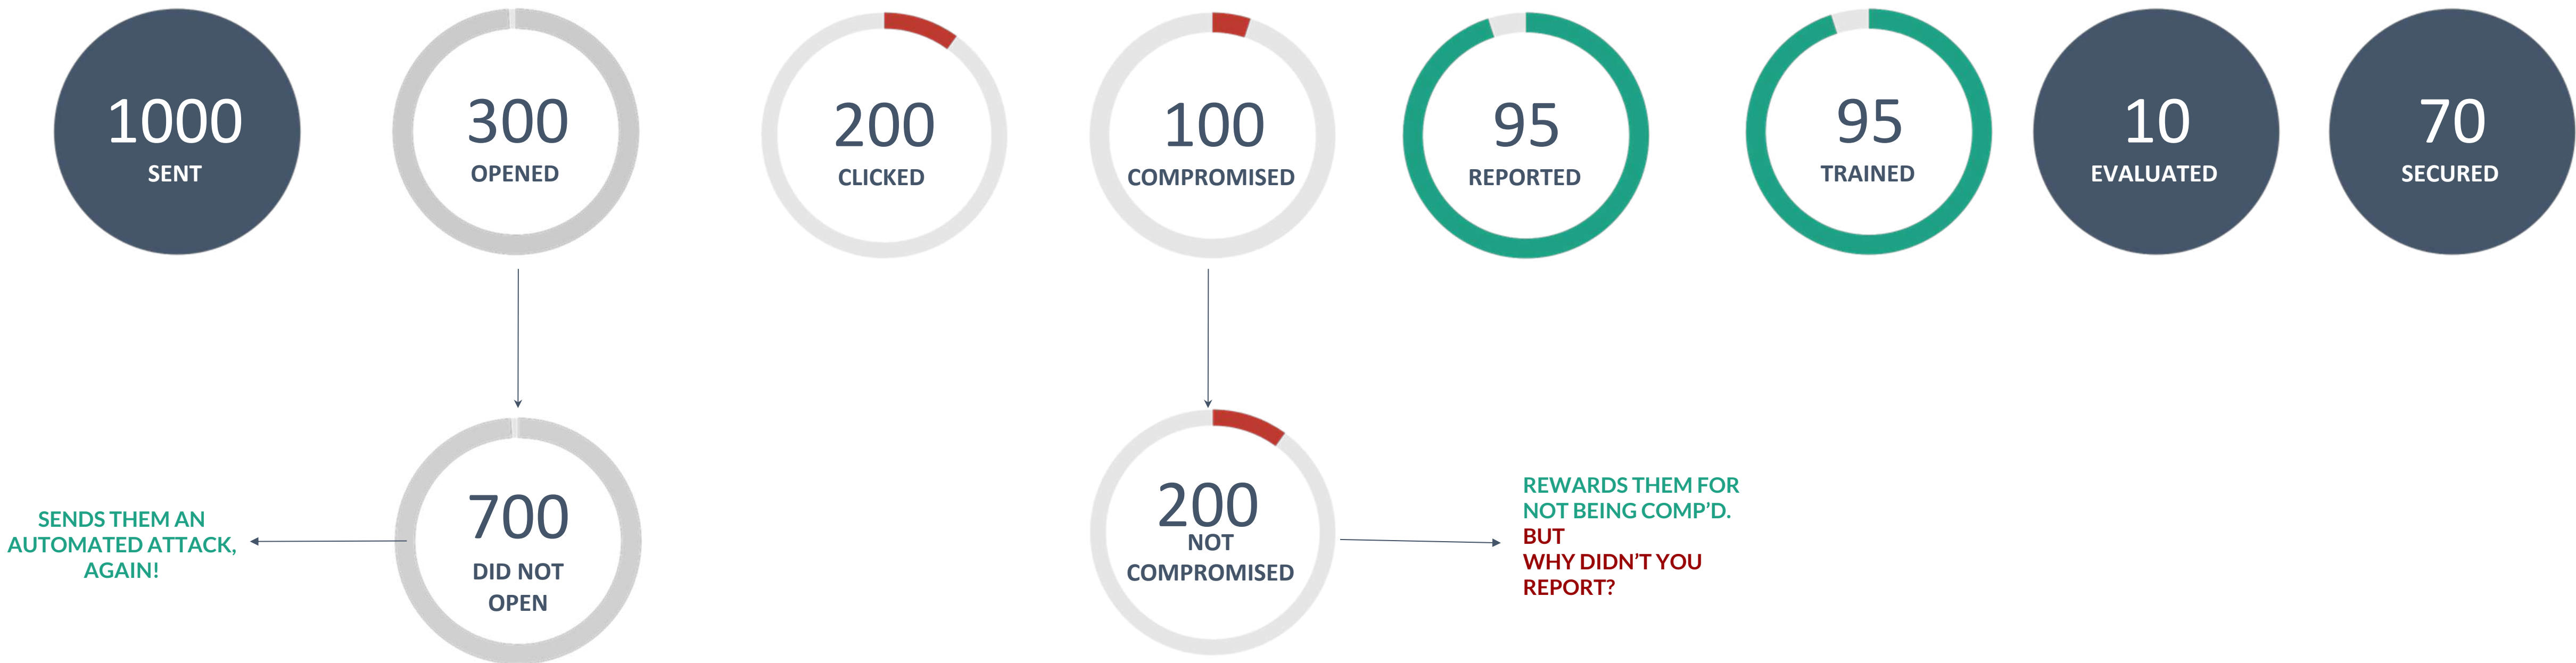 1000
SENT
300
OPENED
200
CLICKED
100
COMPROMISED
95
REPORTED
95
TRAINED
10
EVALUATED
70
SECURED
SENDS THEM AN
AUTOMATED ATTACK,
AGAIN!
700
DID NOT
OPEN
200
NOT
COMPROMISED
REWARDS THEM FOR
NOT BEING COMP’D.
BUT
WHY DIDN’T YOU
REPORT?